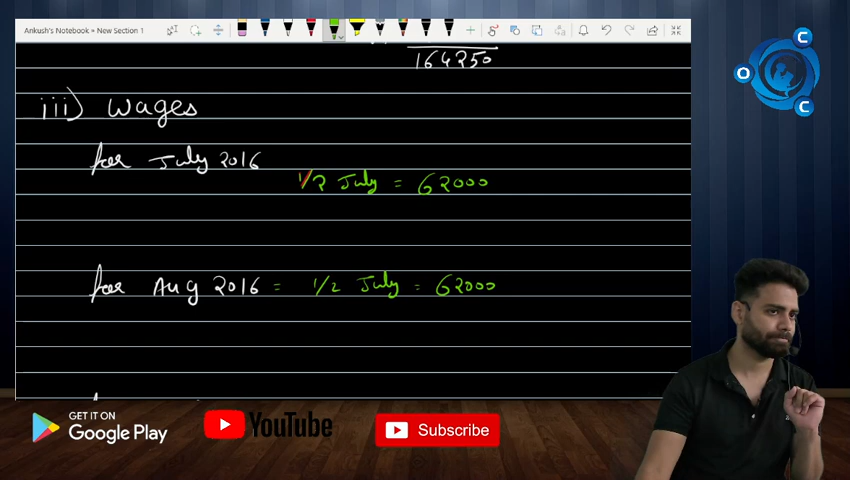 Ankush's Notebook » New Section 1
164250
iii) Wages
for July 2016
1/2 July = 62000
for Aug 2016 = 1/2 July = 62000
C
O
C
GET IT ON
Google Play
YouTube
Subscribe